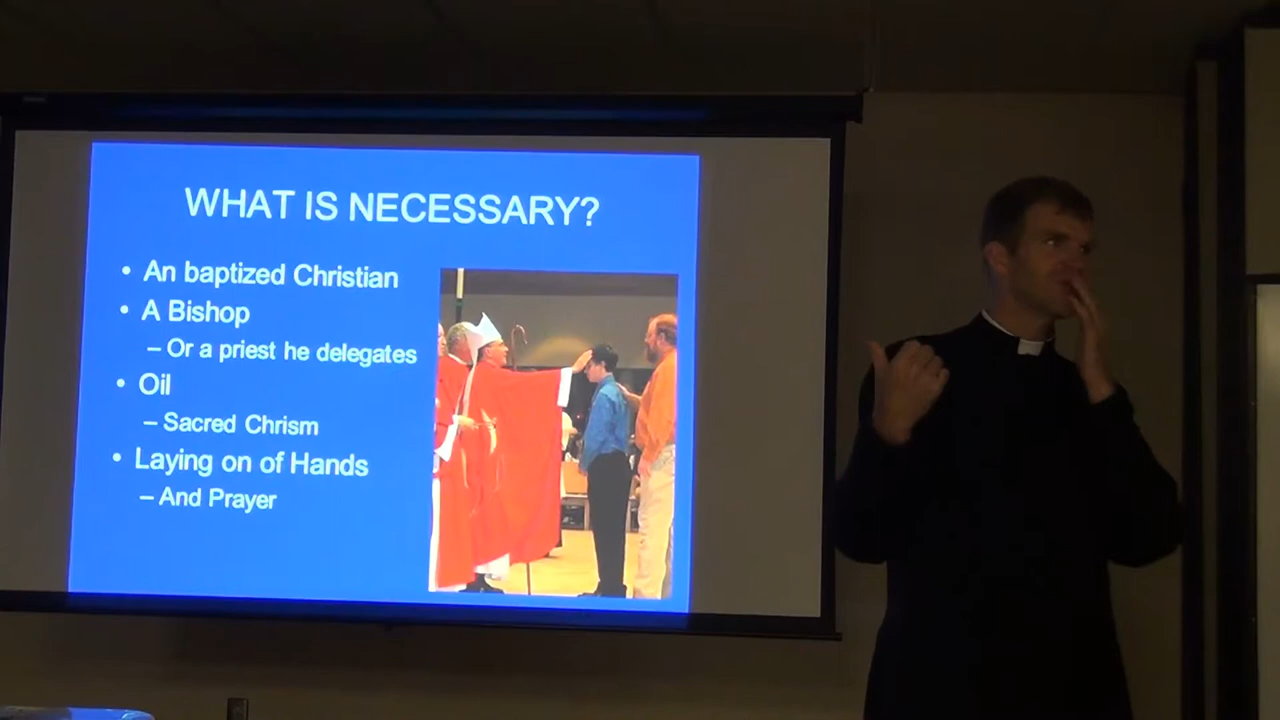 WHAT IS NECESSARY?
• An baptized Christian
• A Bishop
– Or a priest he delegates
• Oil
– Sacred Chrism
• Laying on of Hands
– And Prayer